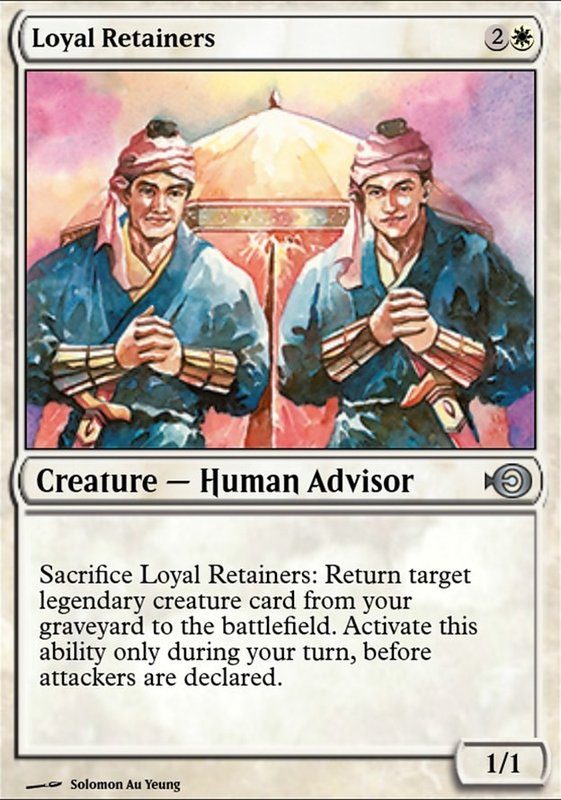 Loyal Retainers 2
Creature — Human Advisor
Sacrifice Loyal Retainers: Return target
legendary creature card from your
graveyard to the battlefield. Activate this
ability only during your turn, before
attackers are declared.
1/1
Solomon Au Yeung